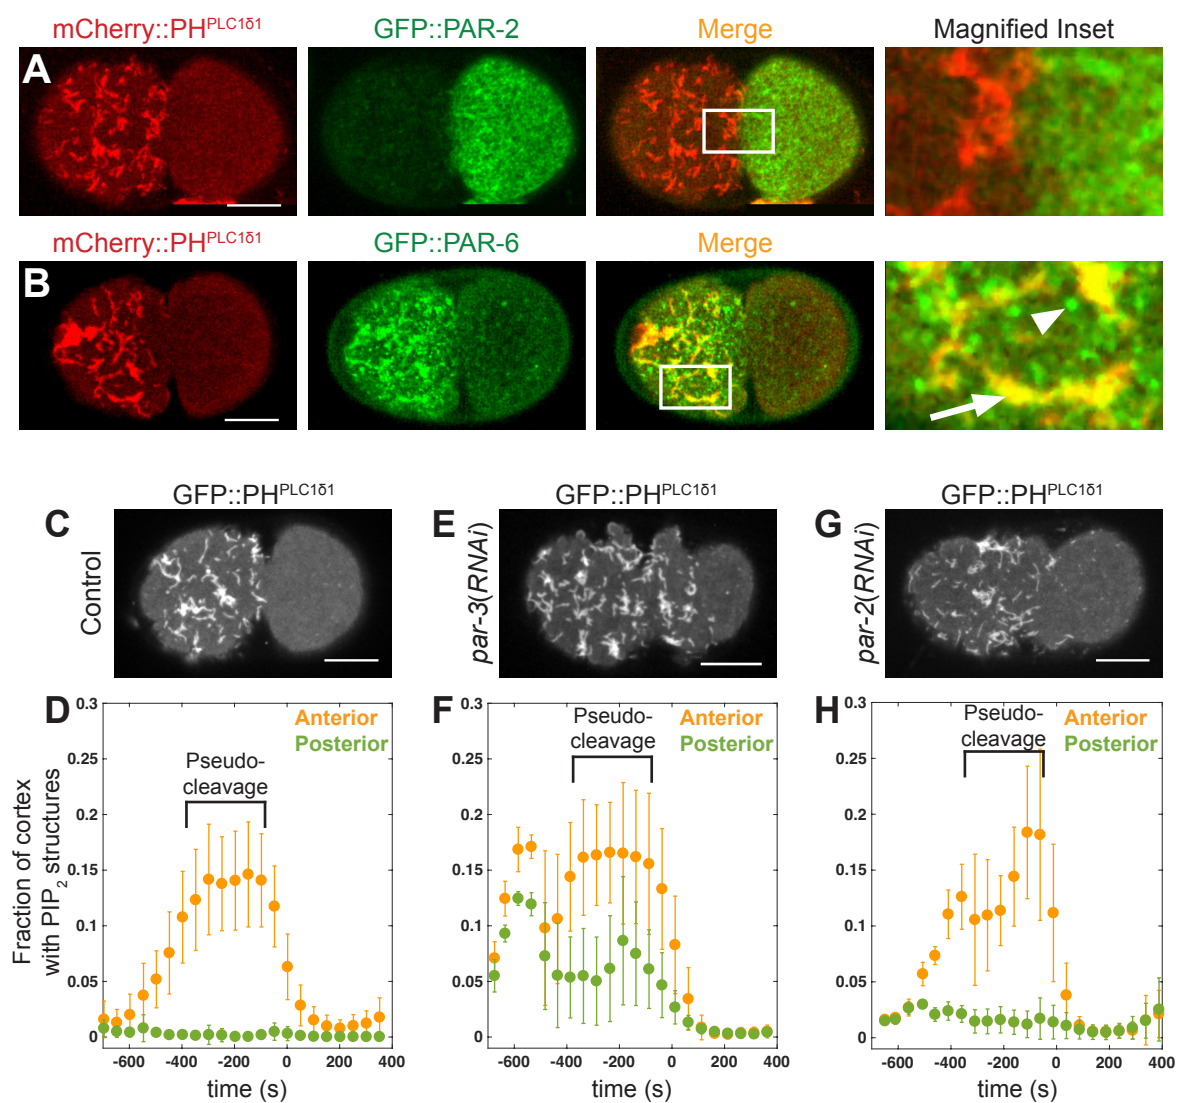 mCherry::PH^PLC1δ1 GFP::PAR-2 Merge Magnified Inset
A
mCherry::PH^PLC1δ1 GFP::PAR-6 Merge
B
GFP::PH^PLC1δ1 GFP::PH^PLC1δ1 GFP::PH^PLC1δ1
C E G
Control par-3(RNAi) par-2(RNAi)
D
Fraction of cortex
with PIP₂ structures
0.3
0.25
0.2
0.15
0.1
0.05
0
Anterior
Posterior
Pseudo-
cleavage
-600 -400 -200 0 200 400
time (s)
F
0.3
0.25
0.2
0.15
0.1
0.05
0
Pseudo-
cleavage
Anterior
Posterior
-600 -400 -200 0 200 400
time (s)
H
0.3
0.25
0.2
0.15
0.1
0.05
0
Pseudo-
cleavage
Anterior
Posterior
-600 -400 -200 0 200 400
time (s)